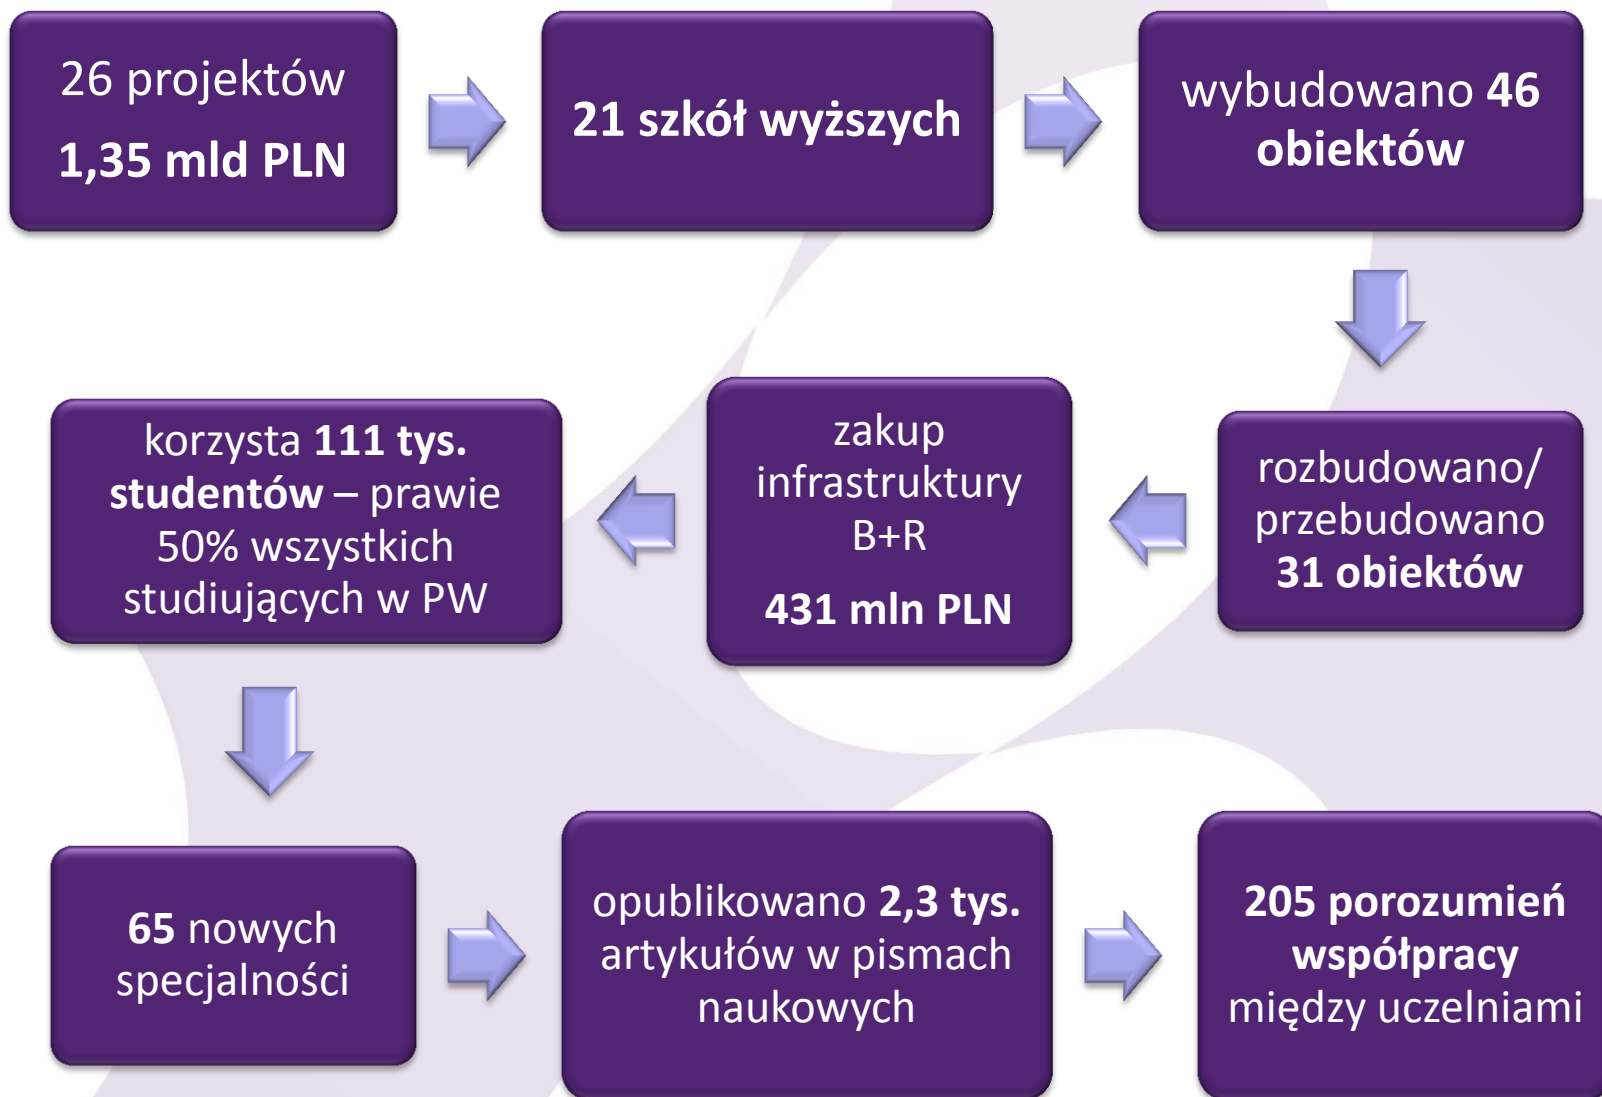 26 projektów
1,35 mld PLN
21 szkół wyższych
wybudowano 46
obiektów
rozbudowano/
przebudowano
31 obiektów
zakup
infrastruktury
B+R
431 mln PLN
korzysta 111 tys.
studentów – prawie
50% wszystkich
studiujących w PW
65 nowych
specjalności
opublikowano 2,3 tys.
artykułów w pismach
naukowych
205 porozumień
współpracy
między uczelniami